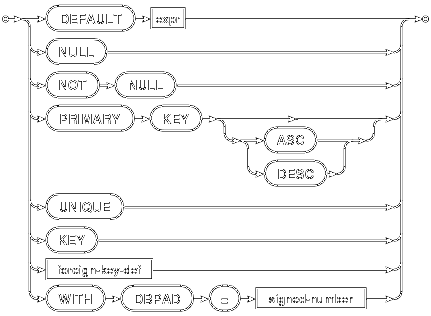 DEFAULT expr
NULL
NOT NULL
PRIMARY KEY
ASC
DESC
UNIQUE
KEY
foreign-key-def
WITH DBPAD = signed-number